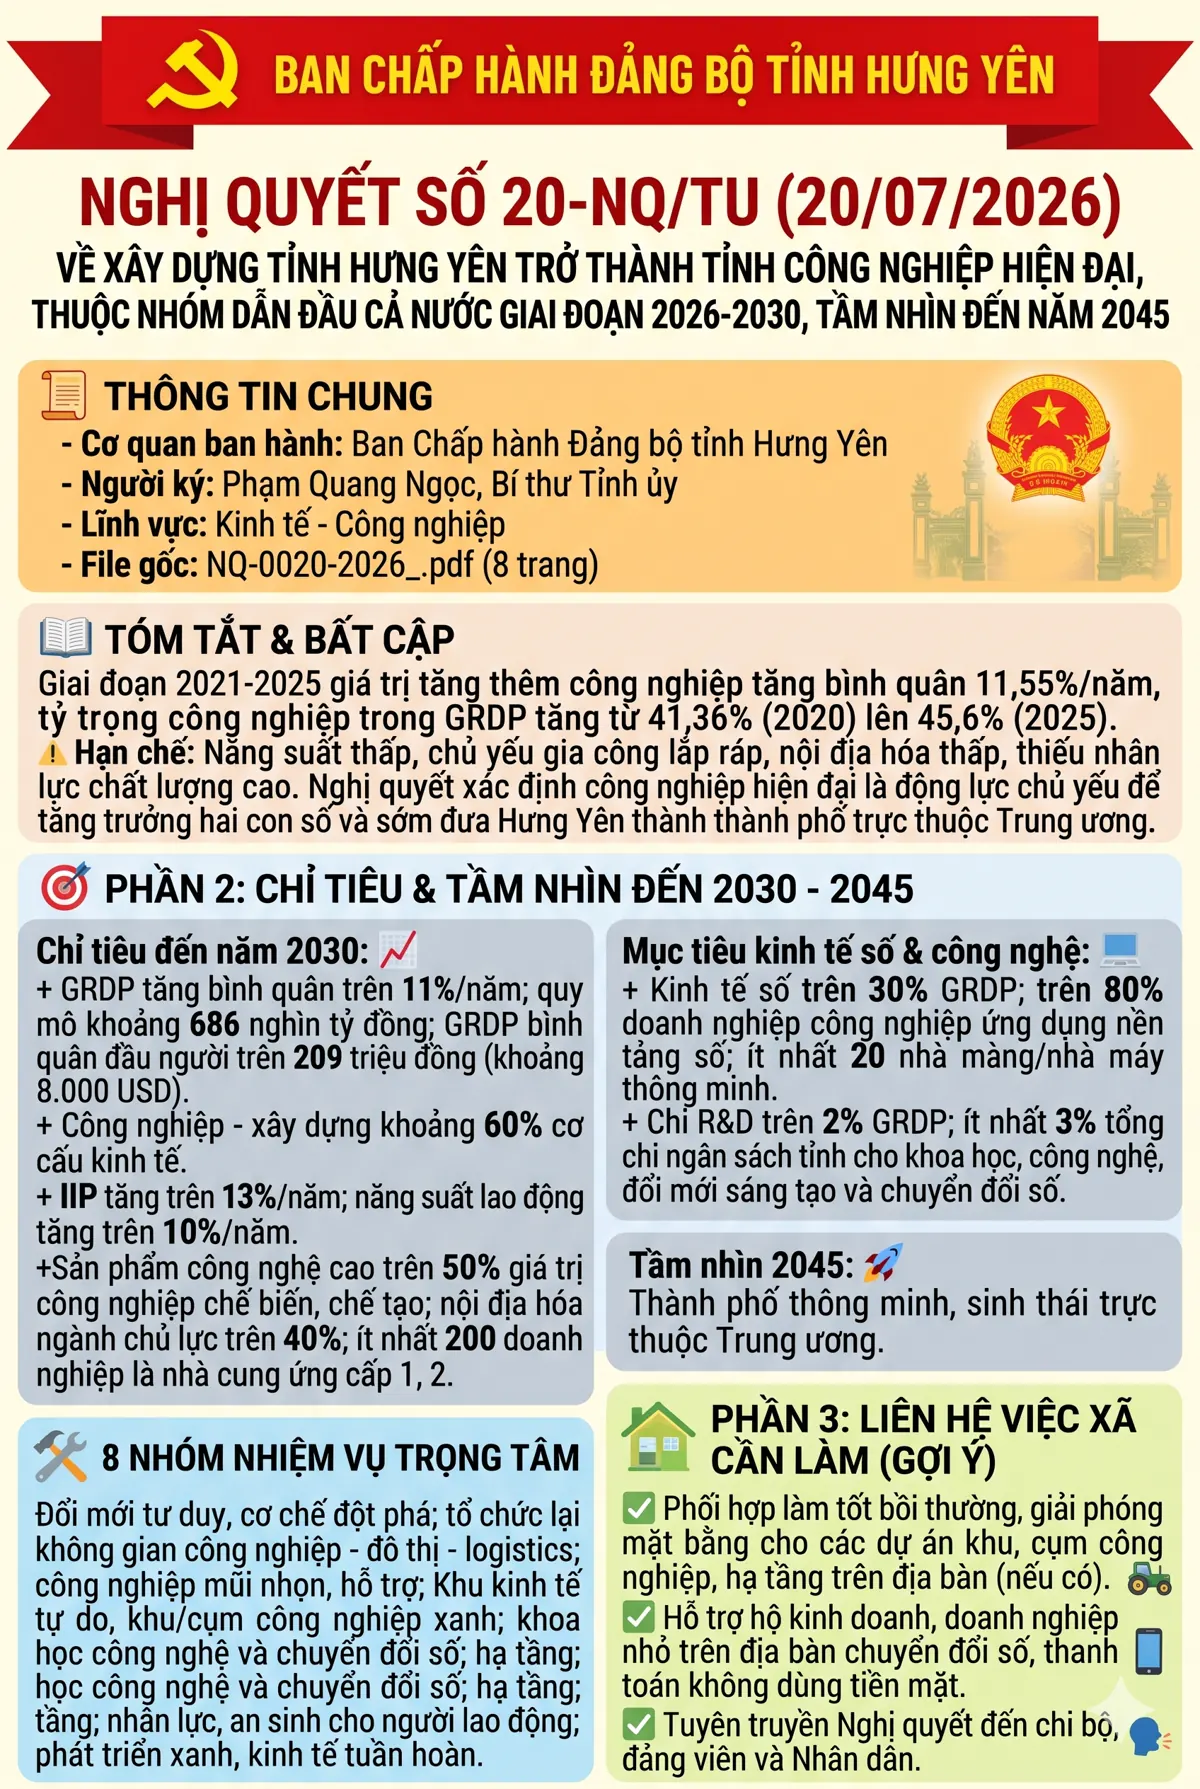 BAN CHẤP HÀNH ĐẢNG BỘ TỈNH HƯNG YÊN
NGHỊ QUYẾT SỐ 20-NQ/TU (20/07/2026)
VỀ XÂY DỰNG TỈNH HƯNG YÊN TRỞ THÀNH TỈNH CÔNG NGHIỆP HIỆN ĐẠI,
THUỘC NHÓM DẪN ĐẦU CẢ NƯỚC GIAI ĐOẠN 2026-2030, TẦM NHÌN ĐẾN NĂM 2045
THÔNG TIN CHUNG
- Cơ quan ban hành: Ban Chấp hành Đảng bộ tỉnh Hưng Yên
- Người ký: Phạm Quang Ngọc, Bí thư Tỉnh ủy
- Lĩnh vực: Kinh tế - Công nghiệp
- File gốc: NQ-0020-2026_.pdf (8 trang)
TÓM TẮT & BẤT CẬP
Giai đoạn 2021-2025 giá trị tăng thêm công nghiệp tăng bình quân 11,55%/năm,
tỷ trọng công nghiệp trong GRDP tăng từ 41,36% (2020) lên 45,6% (2025).
Hạn chế: Năng suất thấp, chủ yếu gia công lắp ráp, nội địa hóa thấp, thiếu nhân
lực chất lượng cao. Nghị quyết xác định công nghiệp hiện đại là động lực chủ yếu để
tăng trưởng hai con số và sớm đưa Hưng Yên thành thành phố trực thuộc Trung ương.
PHẦN 2: CHỈ TIÊU & TẦM NHÌN ĐẾN 2030 - 2045
Chỉ tiêu đến năm 2030:
+ GRDP tăng bình quân trên 11%/năm; quy
mô khoảng 686 nghìn tỷ đồng; GRDP bình
quân đầu người trên 209 triệu đồng (khoảng
8.000 USD).
+ Công nghiệp - xây dựng khoảng 60% cơ
cấu kinh tế.
+ IIP tăng trên 13%/năm; năng suất lao động
tăng trên 10%/năm.
+Sản phẩm công nghệ cao trên 50% giá trị
công nghiệp chế biến, chế tạo; nội địa hóa
ngành chủ lực trên 40%; ít nhất 200 doanh
nghiệp là nhà cung ứng cấp 1, 2.
Mục tiêu kinh tế số & công nghệ:
+ Kinh tế số trên 30% GRDP; trên 80%
doanh nghiệp công nghiệp ứng dụng nền
tảng số; ít nhất 20 nhà màng/nhà máy
thông minh.
+ Chi R&D trên 2% GRDP; ít nhất 3% tổng
chi ngân sách tỉnh cho khoa học, công nghệ,
đổi mới sáng tạo và chuyển đổi số.
Tầm nhìn 2045:
Thành phố thông minh, sinh thái trực
thuộc Trung ương.
8 NHÓM NHIỆM VỤ TRỌNG TÂM
Đổi mới tư duy, cơ chế đột phá; tổ chức lại
không gian công nghiệp - đô thị - logistics;
công nghiệp mũi nhọn, hỗ trợ; Khu kinh tế
tự do, khu/cụm công nghiệp xanh; khoa
học công nghệ và chuyển đổi số; hạ tầng;
học công nghệ và chuyển đổi số; hạ tầng;
tầng; nhân lực, an sinh cho người lao động;
phát triển xanh, kinh tế tuần hoàn.
PHẦN 3: LIÊN HỆ VIỆC XÃ
CẦN LÀM (GỢI Ý)
Phối hợp làm tốt bồi thường, giải phóng
mặt bằng cho các dự án khu, cụm công
nghiệp, hạ tầng trên địa bàn (nếu có).
Hỗ trợ hộ kinh doanh, doanh nghiệp
nhỏ trên địa bàn chuyển đổi số, thanh
toán không dùng tiền mặt.
Tuyên truyền Nghị quyết đến chi bộ,
đảng viên và Nhân dân.